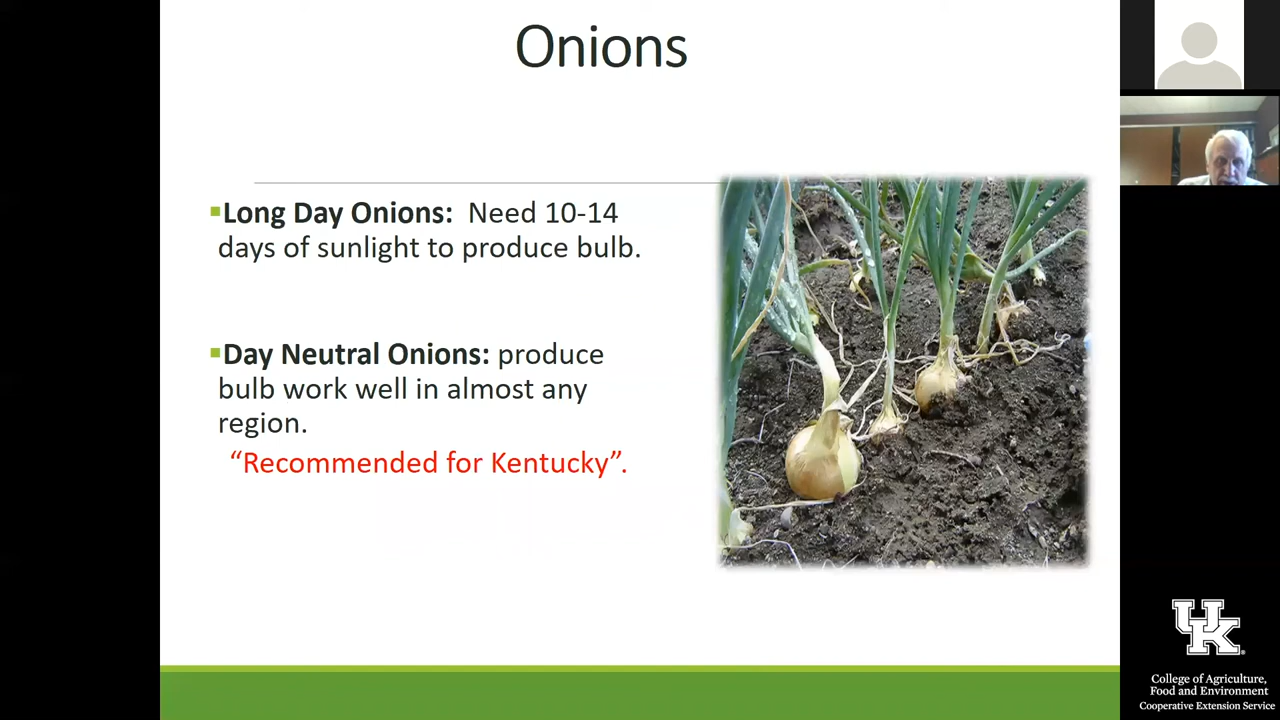 Onions
▪Long Day Onions: Need 10-14
days of sunlight to produce bulb.
▪Day Neutral Onions: produce
bulb work well in almost any
region.
“Recommended for Kentucky”.
UK
College of Agriculture,
Food and Environment
Cooperative Extension Service